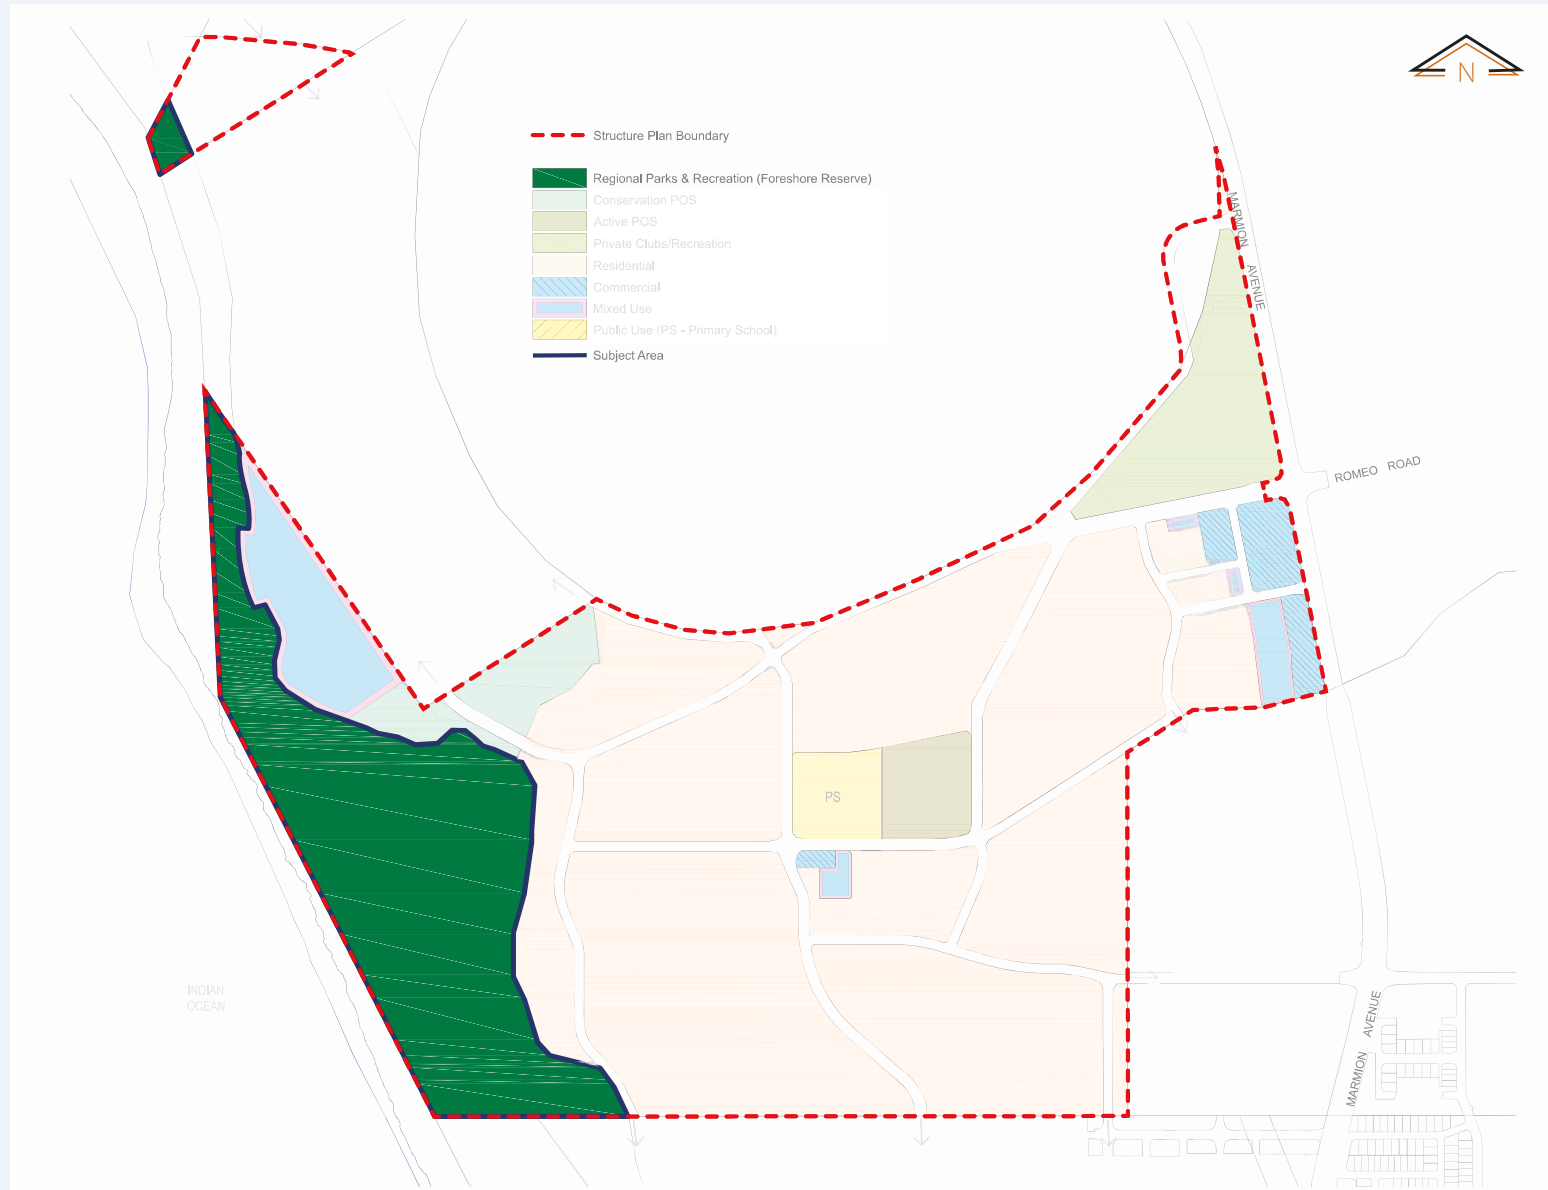 N
Structure Plan Boundary
Regional Parks & Recreation (Foreshore Reserve)
Conservation POS
Active POS
Private Clubs/Recreation
Residential
Commercial
Mixed Use
Public Use (PS - Primary School)
Subject Area
MARMION AVENUE
ROMEO ROAD
PS
INDIAN
OCEAN
MARMION AVENUE